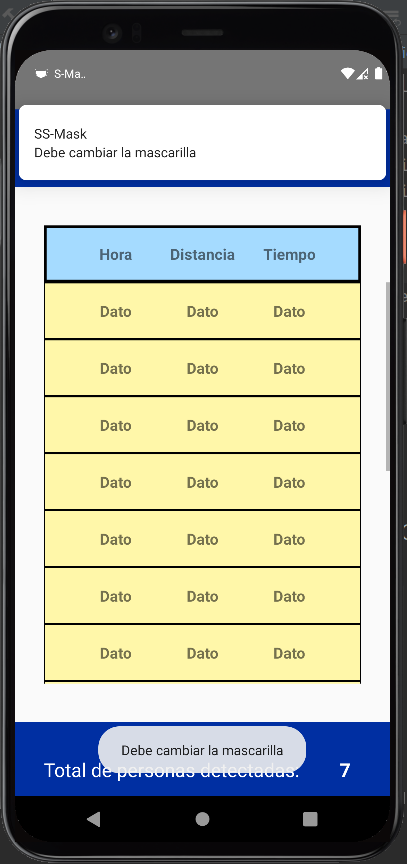 S-Ma..
SS-Mask
Debe cambiar la mascarilla
Hora Distancia Tiempo
Dato Dato Dato
Dato Dato Dato
Dato Dato Dato
Dato Dato Dato
Dato Dato Dato
Dato Dato Dato
Dato Dato Dato
Debe cambiar la mascarilla
Total de personas detectadas: 7